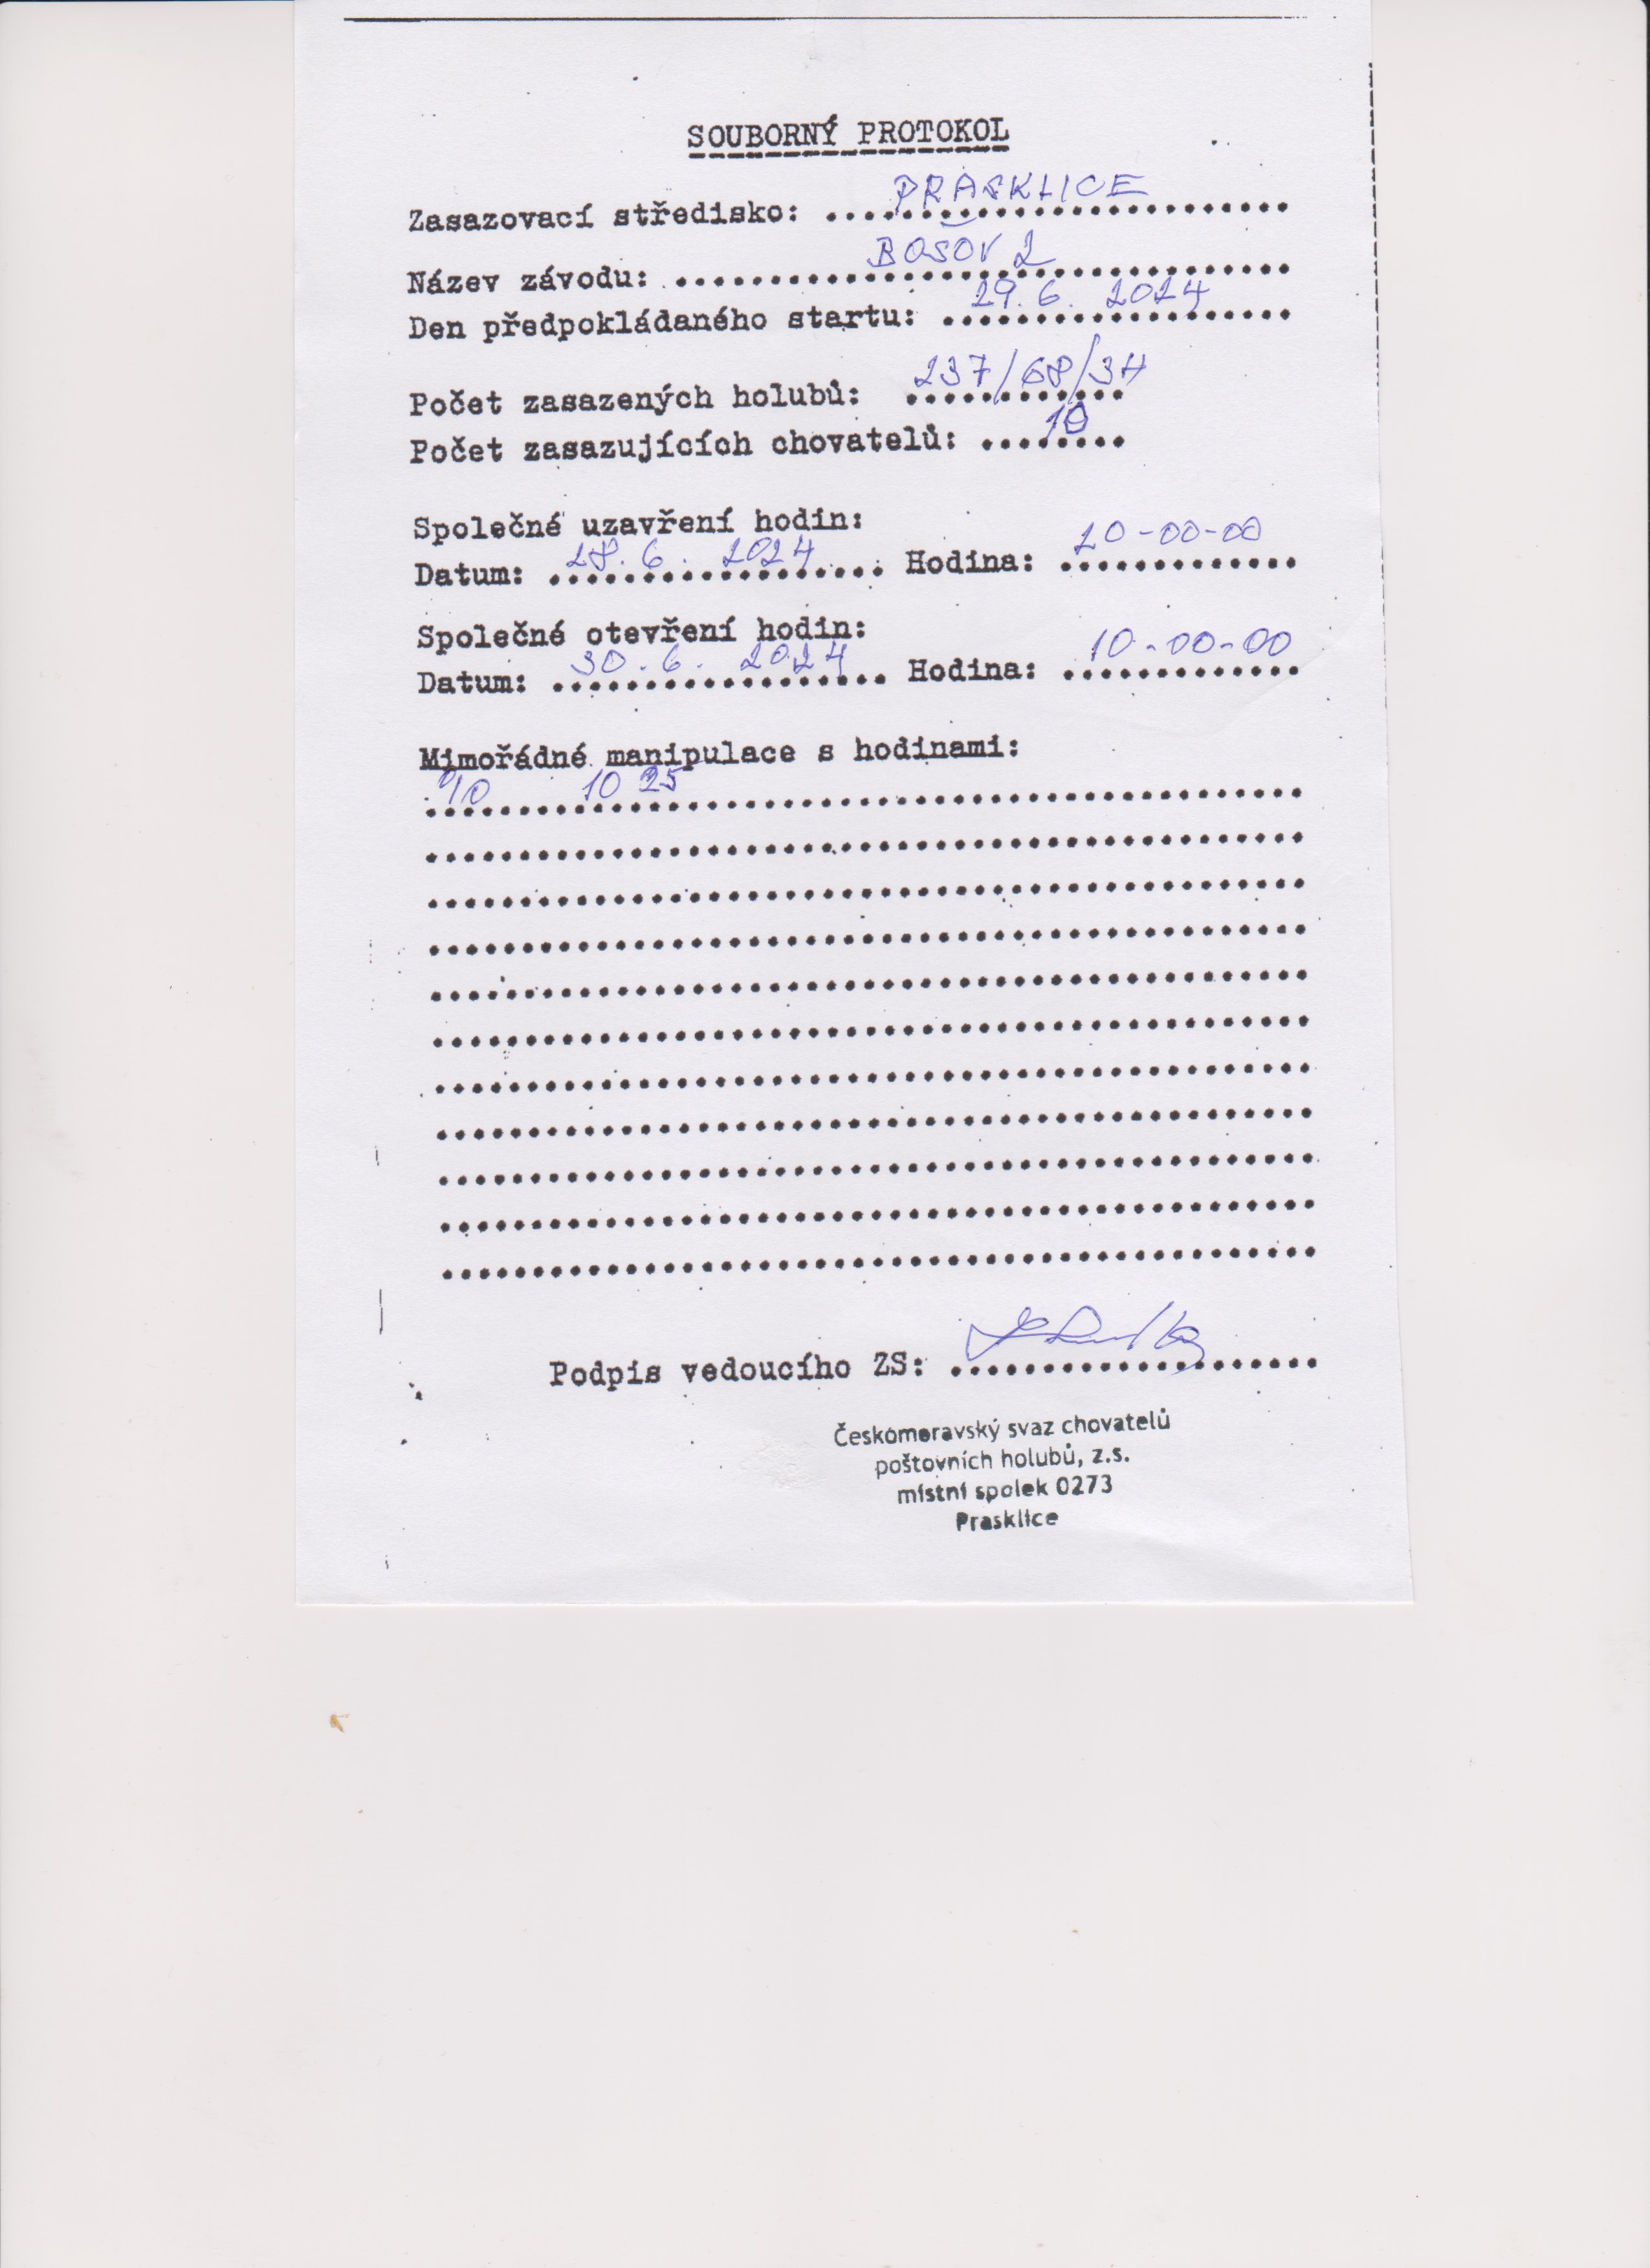 SOUBORNÝ PROTOKOL
Zasazovací středisko: PRASKLICE
Název závodu: BOŠOV 2
Den předpokládaného startu: 29. 6. 2024
Počet zasazených holubů: 237/68/34
Počet zasazujících chovatelů: 10
Společné uzavření hodin:
Datum: 28. 6. 2024 Hodina: 20-00-00
Společné otevření hodin:
Datum: 30. 6. 2024 Hodina: 10-00-00
Mimořádné manipulace s hodinami:
10 25
Podpis vedoucího ZS:
Českomoravský svaz chovatelů
poštovních holubů, z.s.
místní spolek 0273
Prasklice